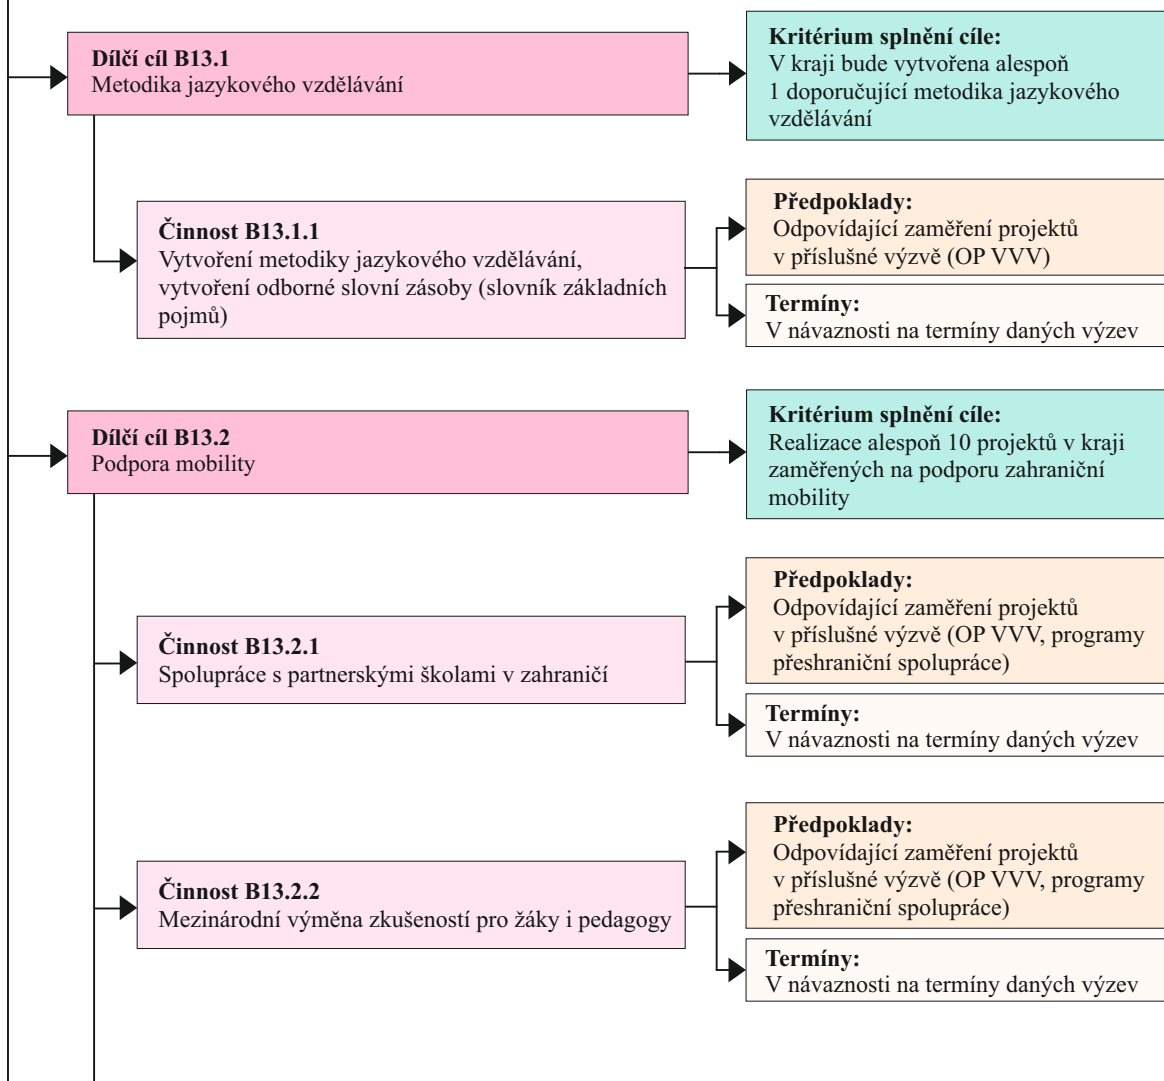 Dílčí cíl B13.1
Metodika jazykového vzdělávání
Kritérium splnění cíle:
V kraji bude vytvořena alespoň
1 doporučující metodika jazykového
vzdělávání
Činnost B13.1.1
Vytvoření metodiky jazykového vzdělávání,
vytvoření odborné slovní zásoby (slovník základních
pojmů)
Předpoklady:
Odpovídající zaměření projektů
v příslušné výzvě (OP VVV)
Termíny:
V návaznosti na termíny daných výzev
Dílčí cíl B13.2
Podpora mobility
Kritérium splnění cíle:
Realizace alespoň 10 projektů v kraji
zaměřených na podporu zahraniční
mobility
Činnost B13.2.1
Spolupráce s partnerskými školami v zahraničí
Předpoklady:
Odpovídající zaměření projektů
v příslušné výzvě (OP VVV, programy
přeshraniční spolupráce)
Termíny:
V návaznosti na termíny daných výzev
Činnost B13.2.2
Mezinárodní výměna zkušeností pro žáky i pedagogy
Předpoklady:
Odpovídající zaměření projektů
v příslušné výzvě (OP VVV, programy
přeshraniční spolupráce)
Termíny:
V návaznosti na termíny daných výzev